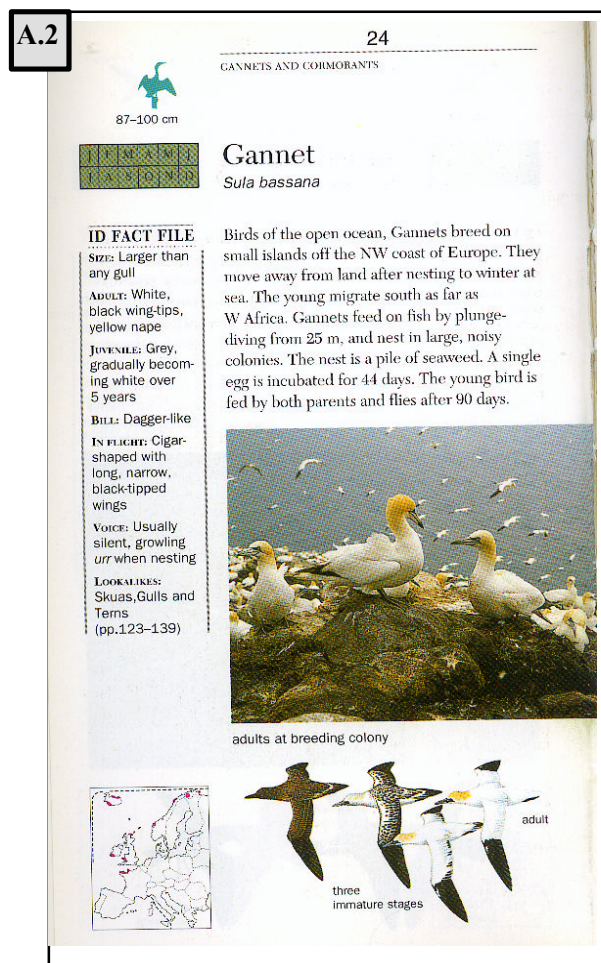 A.2
24
GANNETS AND CORMORANTS
87–100 cm
J F M A M J
J A S O N D
Gannet
Sula bassana
ID FACT FILE
SIZE: Larger than
any gull
ADULT: White,
black wing-tips,
yellow nape
JUVENILE: Grey,
gradually becom-
ing white over
5 years
BILL: Dagger-like
IN FLIGHT: Cigar-
shaped with
long, narrow,
black-tipped
wings
VOICE: Usually
silent, growling
urr when nesting
LOOKALIKES:
Skuas,Gulls and
Terns
(pp.123–139)
Birds of the open ocean, Gannets breed on
small islands off the NW coast of Europe. They
move away from land after nesting to winter at
sea. The young migrate south as far as
W Africa. Gannets feed on fish by plunge-
diving from 25 m, and nest in large, noisy
colonies. The nest is a pile of seaweed. A single
egg is incubated for 44 days. The young bird is
fed by both parents and flies after 90 days.
adults at breeding colony
adult
three
immature stages